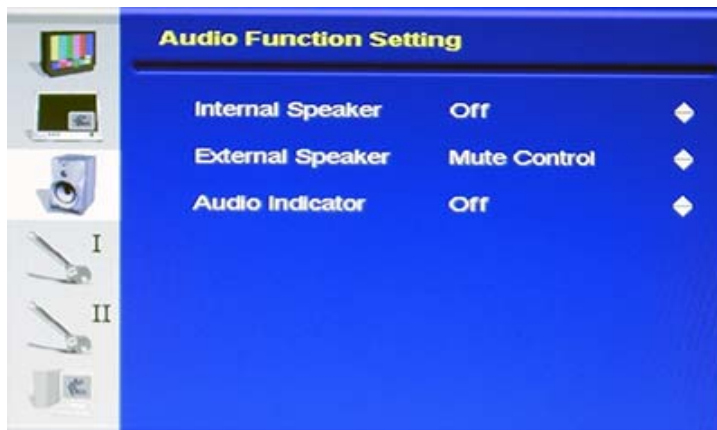 Audio Function Setting
Internal Speaker Off
External Speaker Mute Control
Audio Indicator Off
I
II